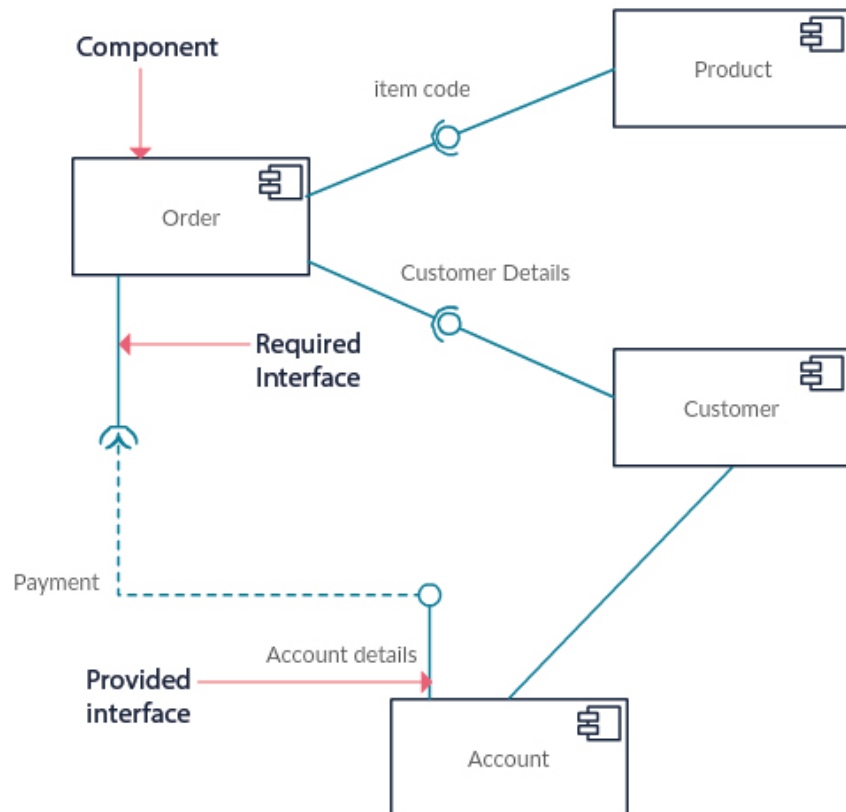 Component
Product
item code
Order
Customer Details
Required
Interface
Customer
Payment
Account details
Provided
interface
Account